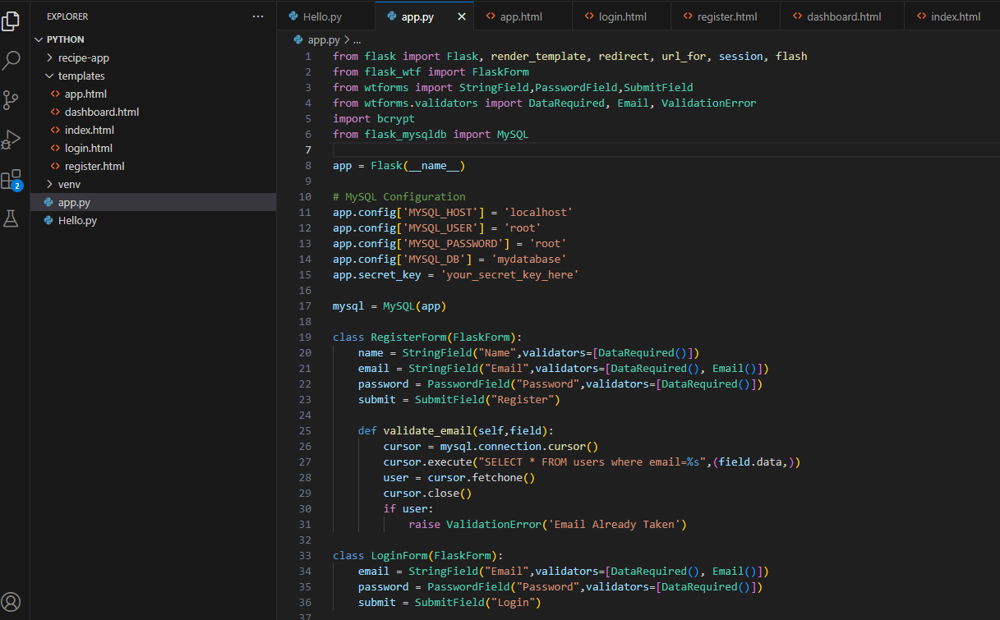 EXPLORER ...
PYTHON
recipe-app
templates
app.html
dashboard.html
index.html
login.html
register.html
venv
app.py
Hello.py
2
Hello.py app.py app.html login.html register.html dashboard.html index.html
app.py > ...
1 from flask import Flask, render_template, redirect, url_for, session, flash
2 from flask_wtf import FlaskForm
3 from wtforms import StringField,PasswordField,SubmitField
4 from wtforms.validators import DataRequired, Email, ValidationError
5 import bcrypt
6 from flask_mysqldb import MySQL
7
8 app = Flask(__name__)
9
10 # MySQL Configuration
11 app.config['MYSQL_HOST'] = 'localhost'
12 app.config['MYSQL_USER'] = 'root'
13 app.config['MYSQL_PASSWORD'] = 'root'
14 app.config['MYSQL_DB'] = 'mydatabase'
15 app.secret_key = 'your_secret_key_here'
16
17 mysql = MySQL(app)
18
19 class RegisterForm(FlaskForm):
20     name = StringField("Name",validators=[DataRequired()])
21     email = StringField("Email",validators=[DataRequired(), Email()])
22     password = PasswordField("Password",validators=[DataRequired()])
23     submit = SubmitField("Register")
24
25     def validate_email(self,field):
26         cursor = mysql.connection.cursor()
27         cursor.execute("SELECT * FROM users where email=%s",(field.data,))
28         user = cursor.fetchone()
29         cursor.close()
30         if user:
31             raise ValidationError('Email Already Taken')
32
33 class LoginForm(FlaskForm):
34     email = StringField("Email",validators=[DataRequired(), Email()])
35     password = PasswordField("Password",validators=[DataRequired()])
36     submit = SubmitField("Login")
37